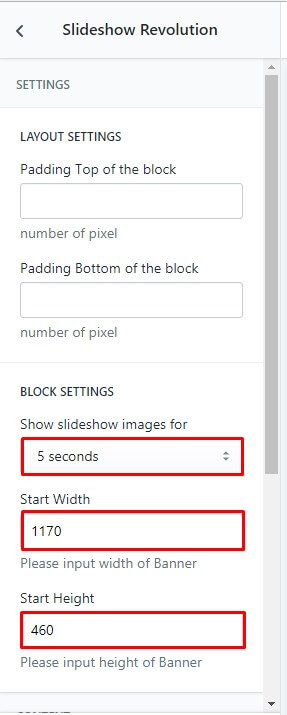 Slideshow Revolution
SETTINGS
LAYOUT SETTINGS
Padding Top of the block
number of pixel
Padding Bottom of the block
number of pixel
BLOCK SETTINGS
Show slideshow images for
5 seconds
Start Width
1170
Please input width of Banner
Start Height
460
Please input height of Banner